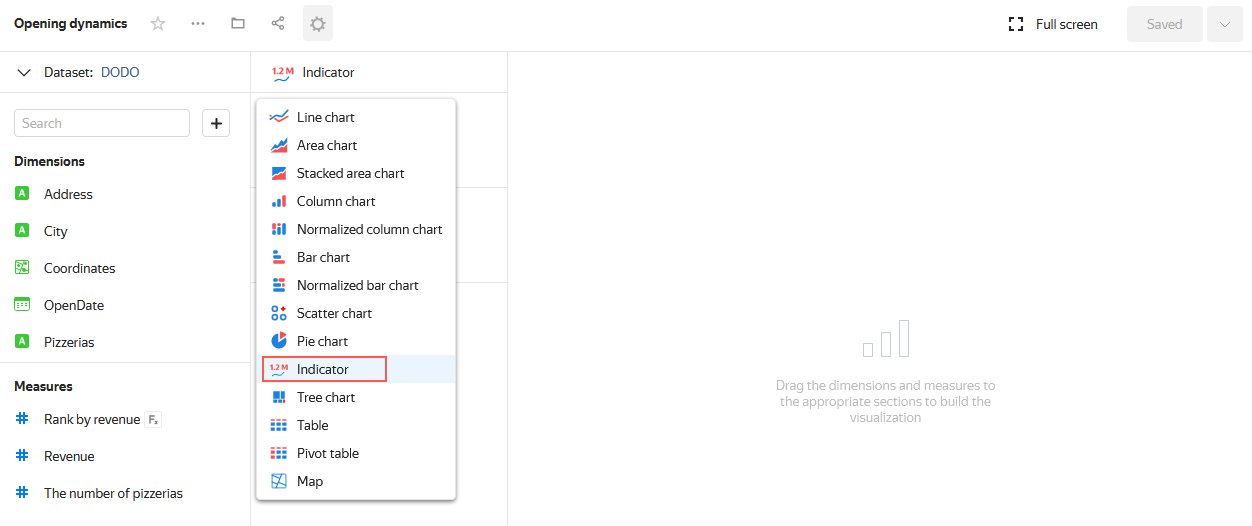 Opening dynamics
Full screen
Saved
Dataset: DODO
Search
Dimensions
A Address
A City
Coordinates
OpenDate
A Pizzerias
Measures
# Rank by revenue Fx
# Revenue
# The number of pizzerias
1.2 M Indicator
Line chart
Area chart
Stacked area chart
Column chart
Normalized column chart
Bar chart
Normalized bar chart
Scatter chart
Pie chart
1.2 M Indicator
Tree chart
Table
Pivot table
Map
Drag the dimensions and measures to
the appropriate sections to build the
visualization